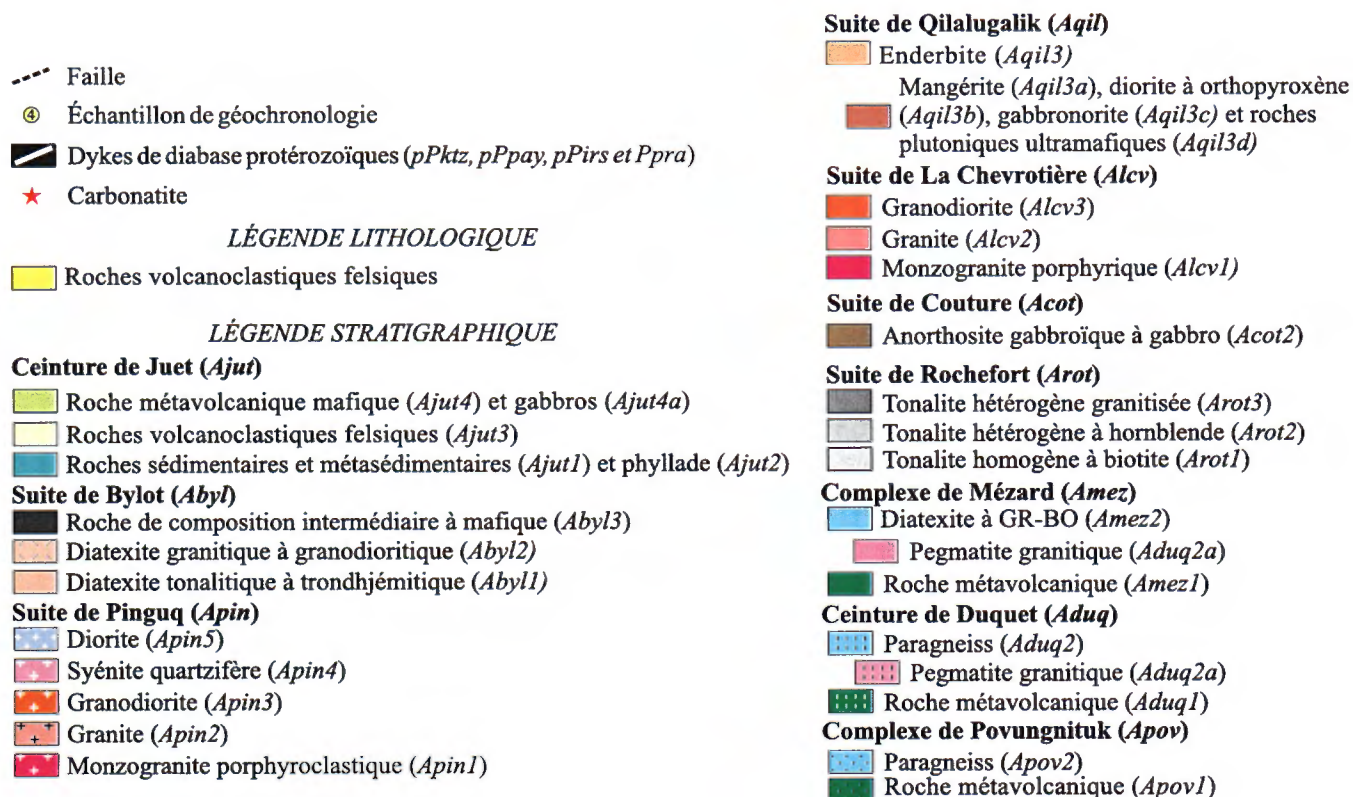 Faille
④ Échantillon de géochronologie
Dykes de diabase protérozoïques (pPktz, pPpay, pPirs et Ppra)
Carbonatite
LÉGENDE LITHOLOGIQUE
Roches volcanoclastiques felsiques
LÉGENDE STRATIGRAPHIQUE
Ceinture de Juet (Ajut)
Roche métavolcanique mafique (Ajut4) et gabbros (Ajut4a)
Roches volcanoclastiques felsiques (Ajut3)
Roches sédimentaires et métasédimentaires (Ajut1) et phyllade (Ajut2)
Suite de Bylot (Abyl)
Roche de composition intermédiaire à mafique (Abyl3)
Diatexite granitique à granodioritique (Abyl2)
Diatexite tonalitique à trondhjémitique (Abyl1)
Suite de Pinguq (Apin)
Diorite (Apin5)
Syénite quartzifère (Apin4)
Granodiorite (Apin3)
Granite (Apin2)
Monzogranite porphyroclastique (Apin1)
Suite de Qilalugalik (Aqil)
Enderbite (Aqil3)
Mangérite (Aqil3a), diorite à orthopyroxène
(Aqil3b), gabbronorite (Aqil3c) et roches
plutoniques ultramafiques (Aqil3d)
Suite de La Chevrotière (Alcv)
Granodiorite (Alcv3)
Granite (Alcv2)
Monzogranite porphyrique (Alcv1)
Suite de Couture (Acot)
Anorthosite gabbroïque à gabbro (Acot2)
Suite de Rochefort (Arot)
Tonalite hétérogène granitisée (Arot3)
Tonalite hétérogène à hornblende (Arot2)
Tonalite homogène à biotite (Arot1)
Complexe de Mézard (Amez)
Diatexite à GR-BO (Amez2)
Pegmatite granitique (Aduq2a)
Roche métavolcanique (Amez1)
Ceinture de Duquet (Aduq)
Paragneiss (Aduq2)
Pegmatite granitique (Aduq2a)
Roche métavolcanique (Aduq1)
Complexe de Povungnituk (Apov)
Paragneiss (Apov2)
Roche métavolcanique (Apov1)